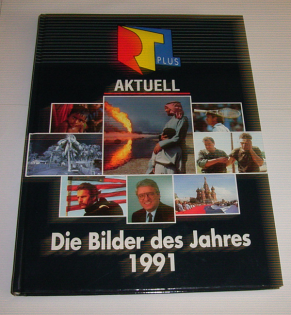 RTL
PLUS
AKTUELL
Die Bilder des Jahres
1991